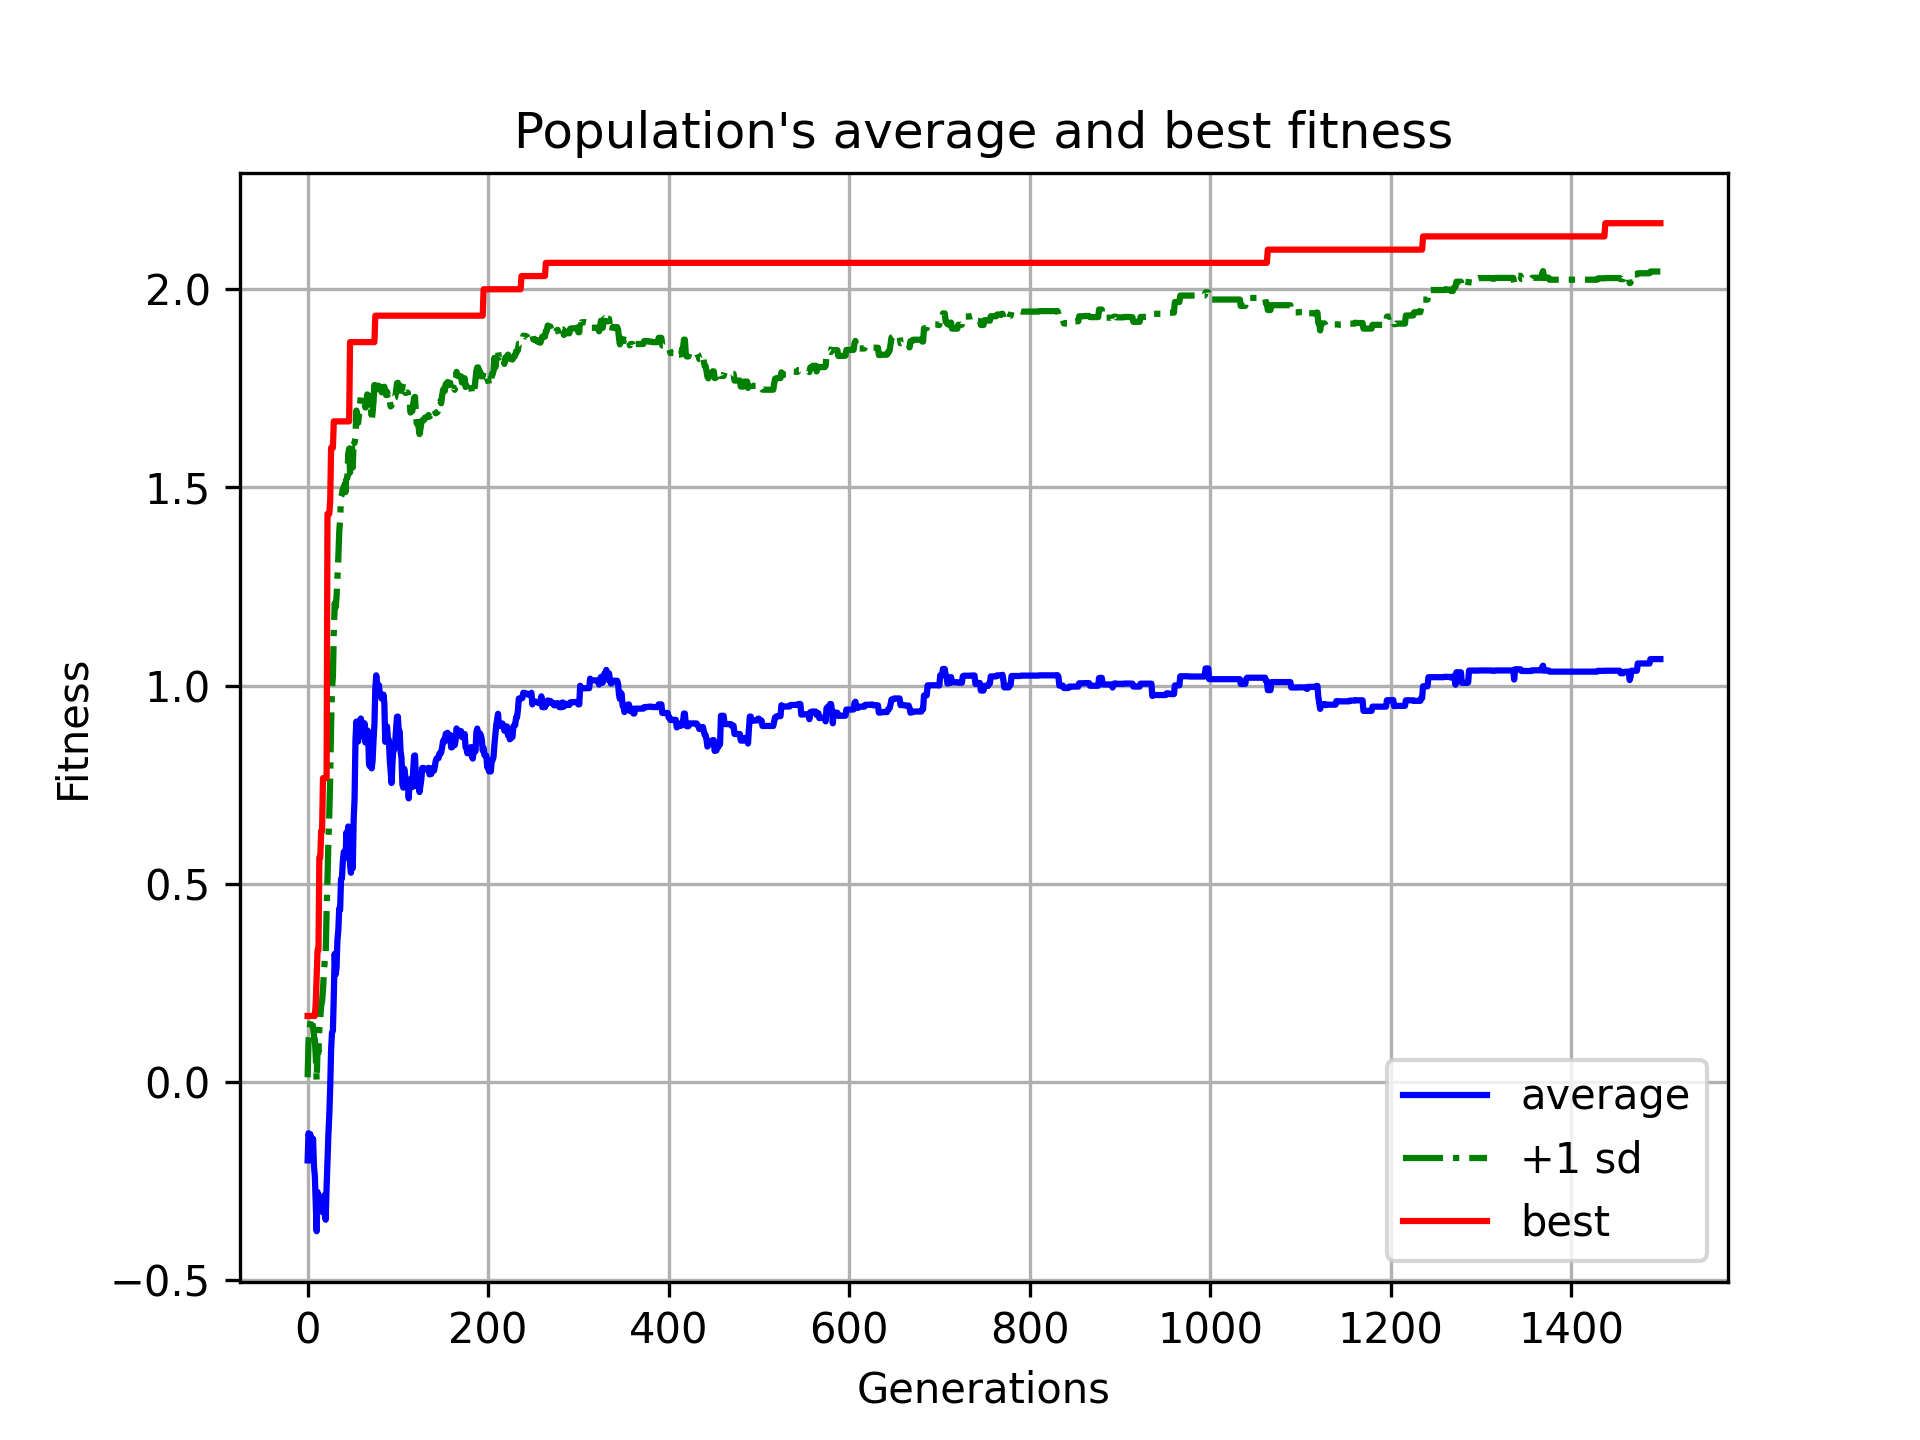 Population's average and best fitness
Fitness
2.0
1.5
1.0
0.5
0.0
−0.5
0 200 400 600 800 1000 1200 1400
Generations
average
+1 sd
best